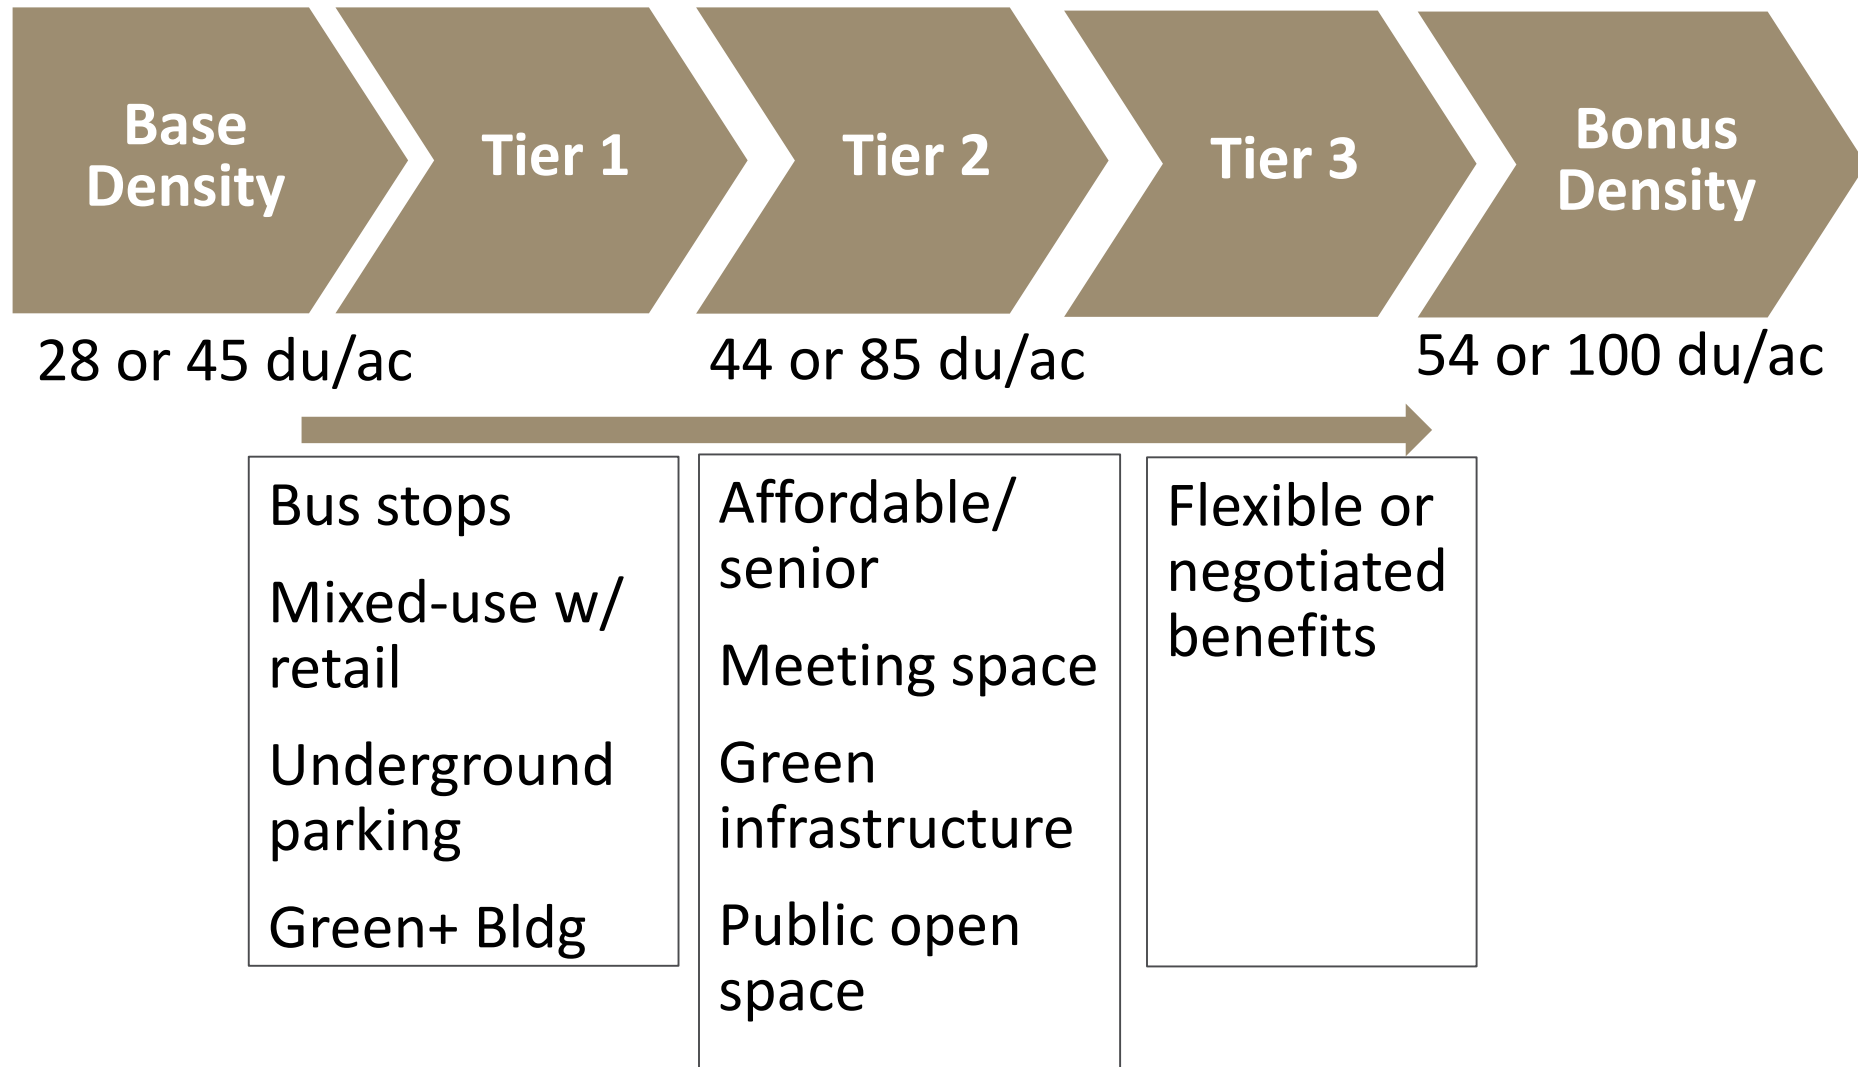 Base
Density
Tier 1
Tier 2
Tier 3
Bonus
Density
28 or 45 du/ac
44 or 85 du/ac
54 or 100 du/ac
Bus stops
Mixed-use w/
retail
Underground
parking
Green+ Bldg
Affordable/
senior
Meeting space
Green
infrastructure
Public open
space
Flexible or
negotiated
benefits